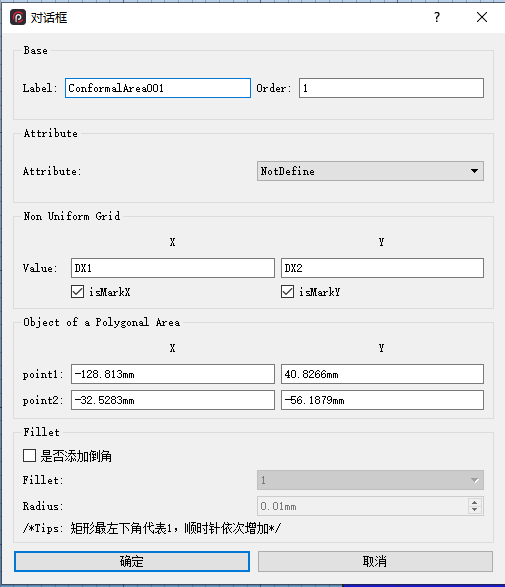 对话框 ?
Base
Label: ConformalArea001 Order: 1
Attribute
Attribute: NotDefine
Non Uniform Grid
X Y
Value: DX1 DX2
isMarkX isMarkY
Object of a Polygonal Area
X Y
point1: -128.813mm 40.8266mm
point2: -32.5283mm -56.1879mm
Fillet
是否添加倒角
Fillet: 1
Radius: 0.01mm
/*Tips: 矩形最左下角代表1, 顺时针依次增加*/
确定 取消